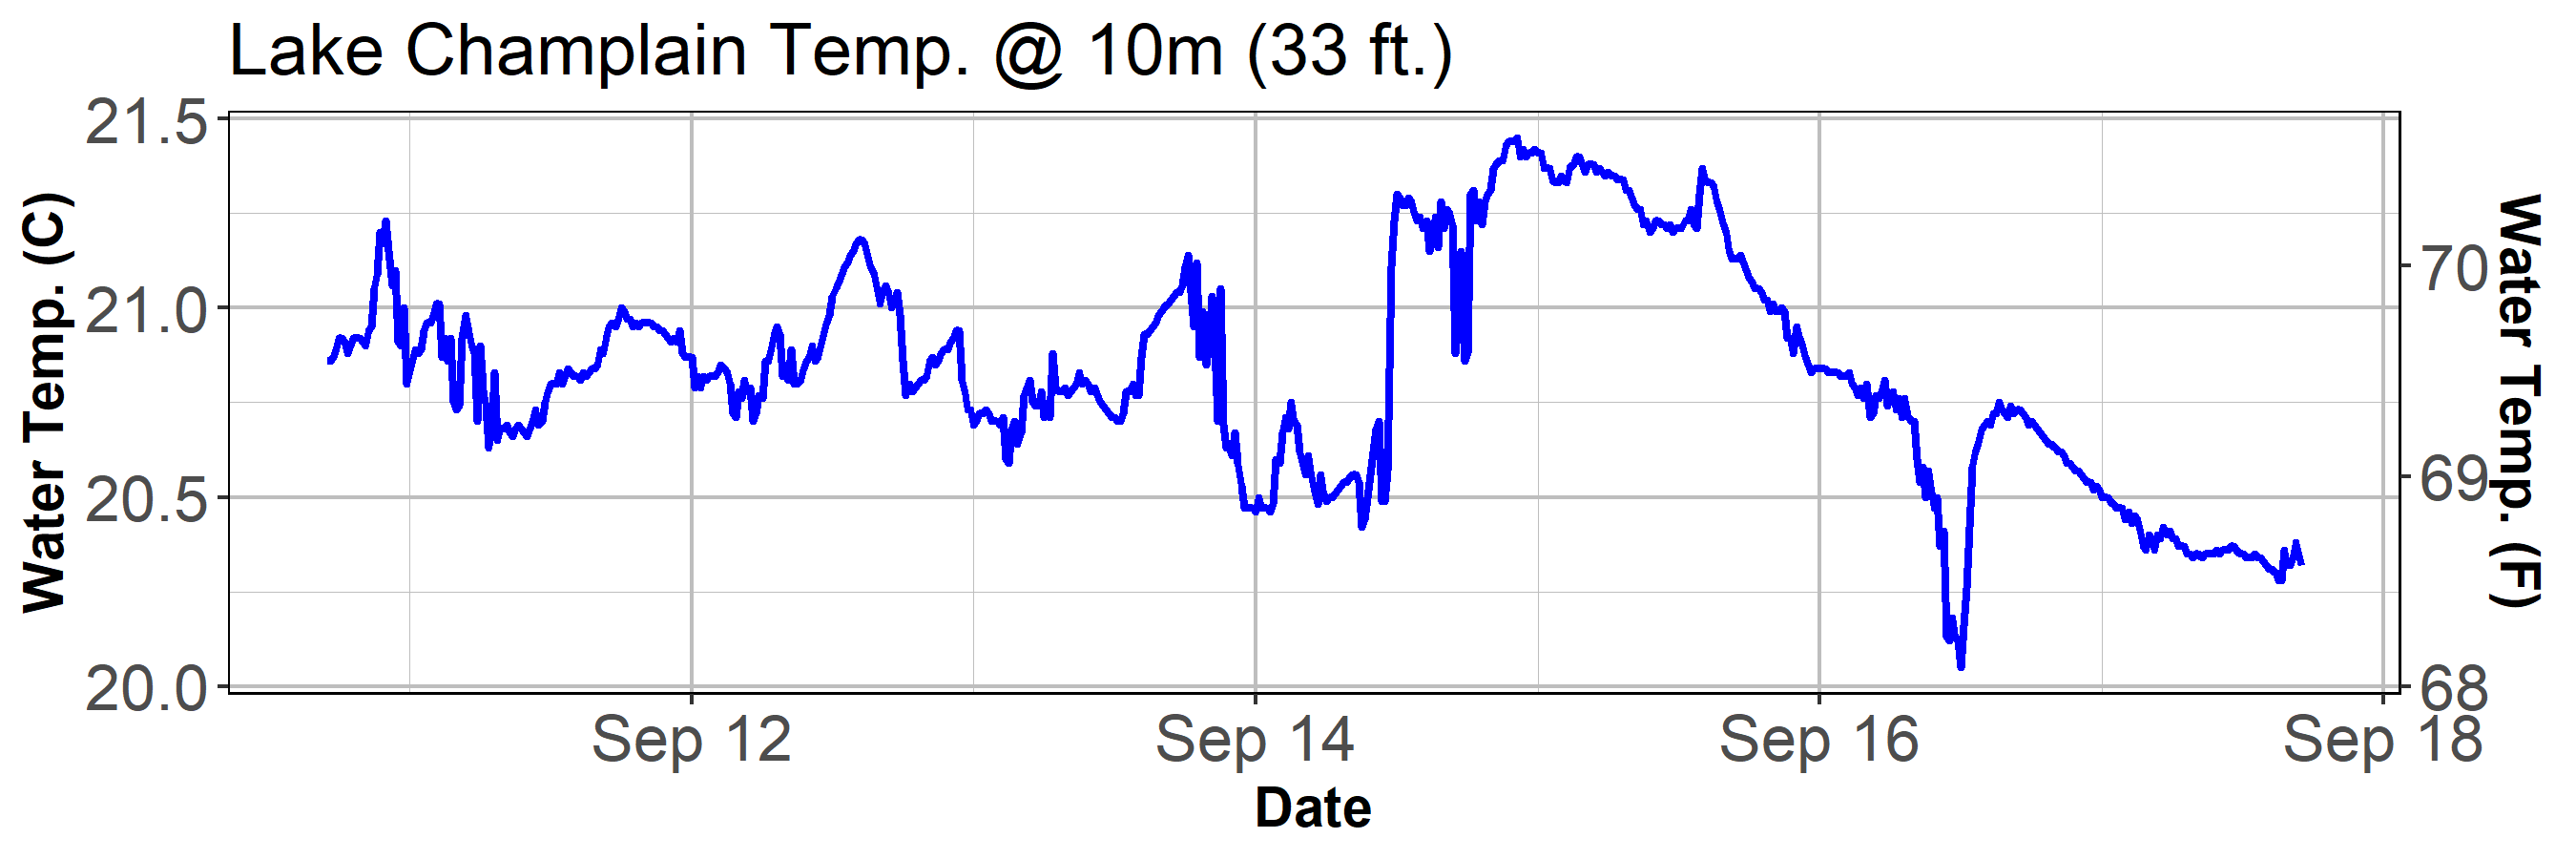 Lake Champlain Temp. @ 10m (33 ft.)
21.5
21.0
20.5
20.0
Water Temp. (C)
70
69
68
Water Temp. (F)
Sep 12
Sep 14
Sep 16
Sep 18
Date